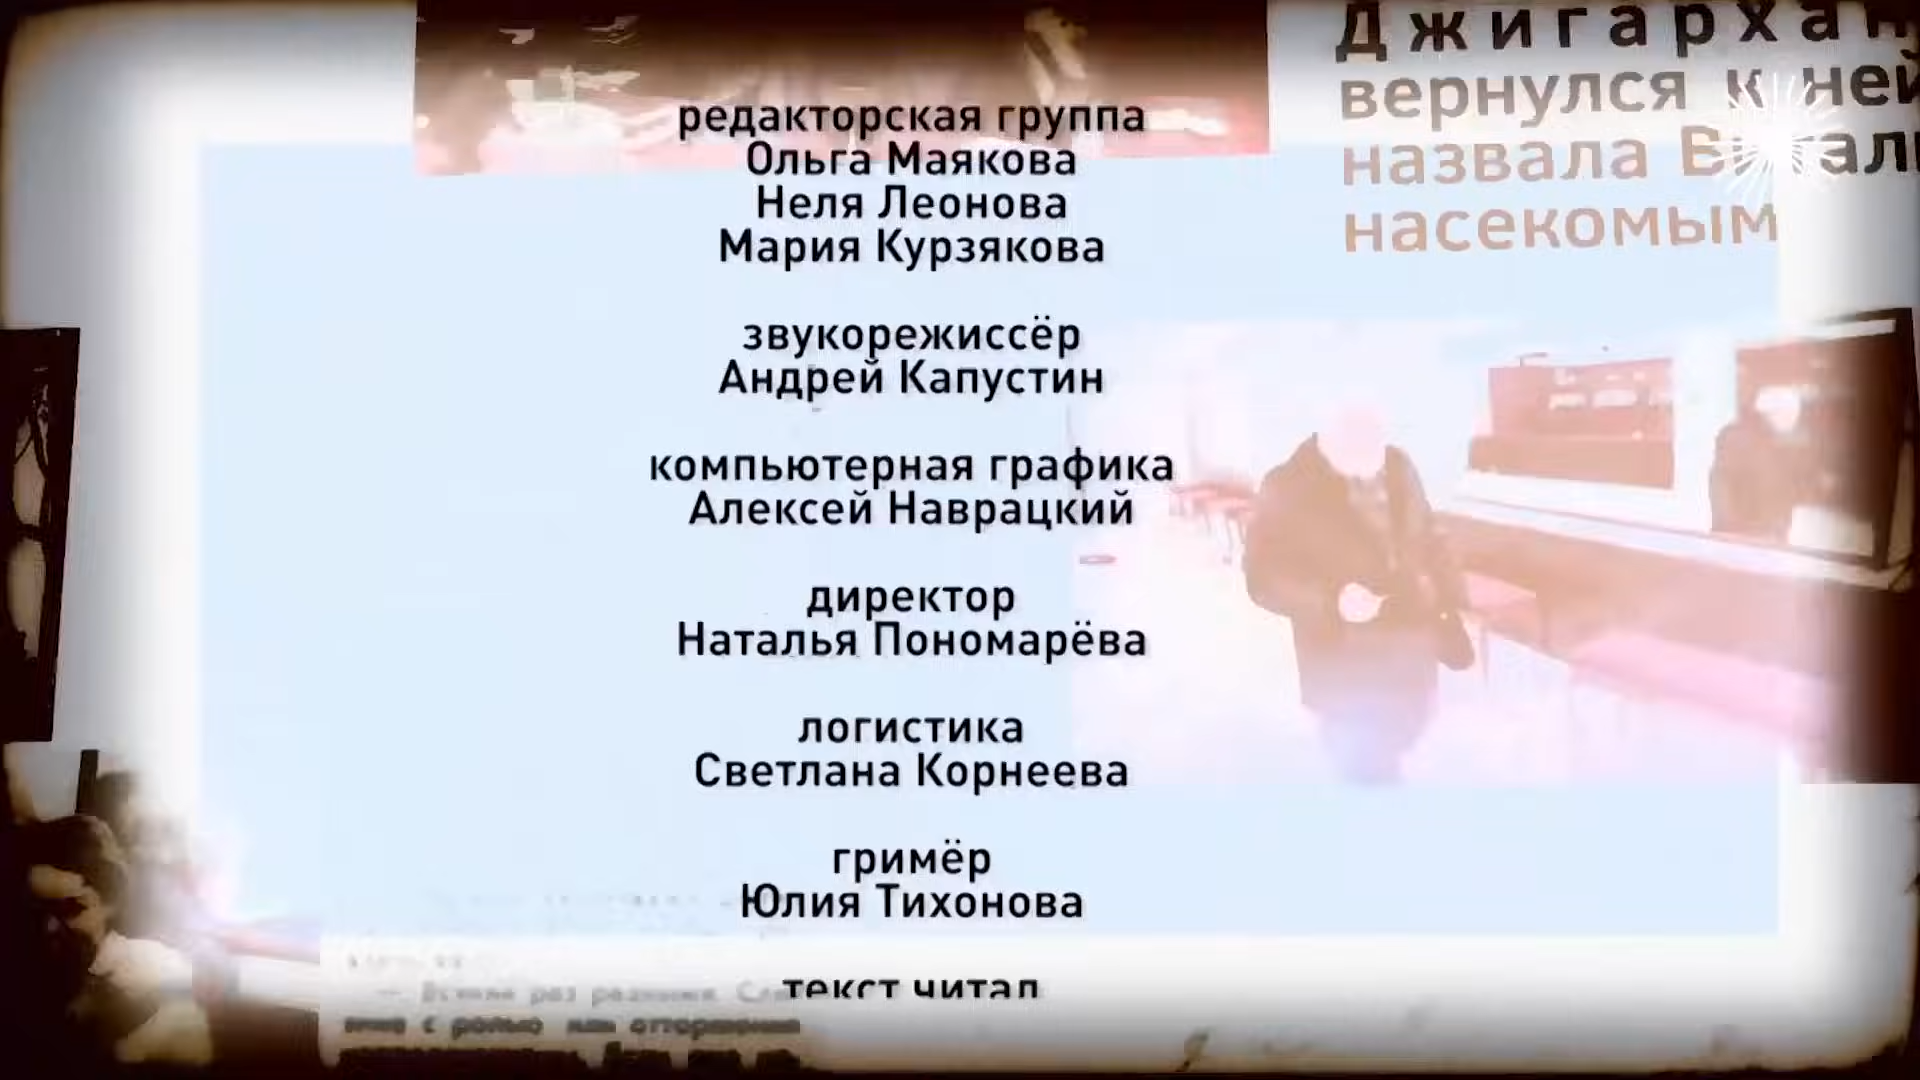 Джигархан
вернулся к ней
назвала Витали
насекомым
редакторская группа
Ольга Маякова
Неля Леонова
Мария Курзякова
звукорежиссёр
Андрей Капустин
компьютерная графика
Алексей Наврацкий
директор
Наталья Пономарёва
логистика
Светлана Корнеева
гримёр
Юлия Тихонова
текст читал